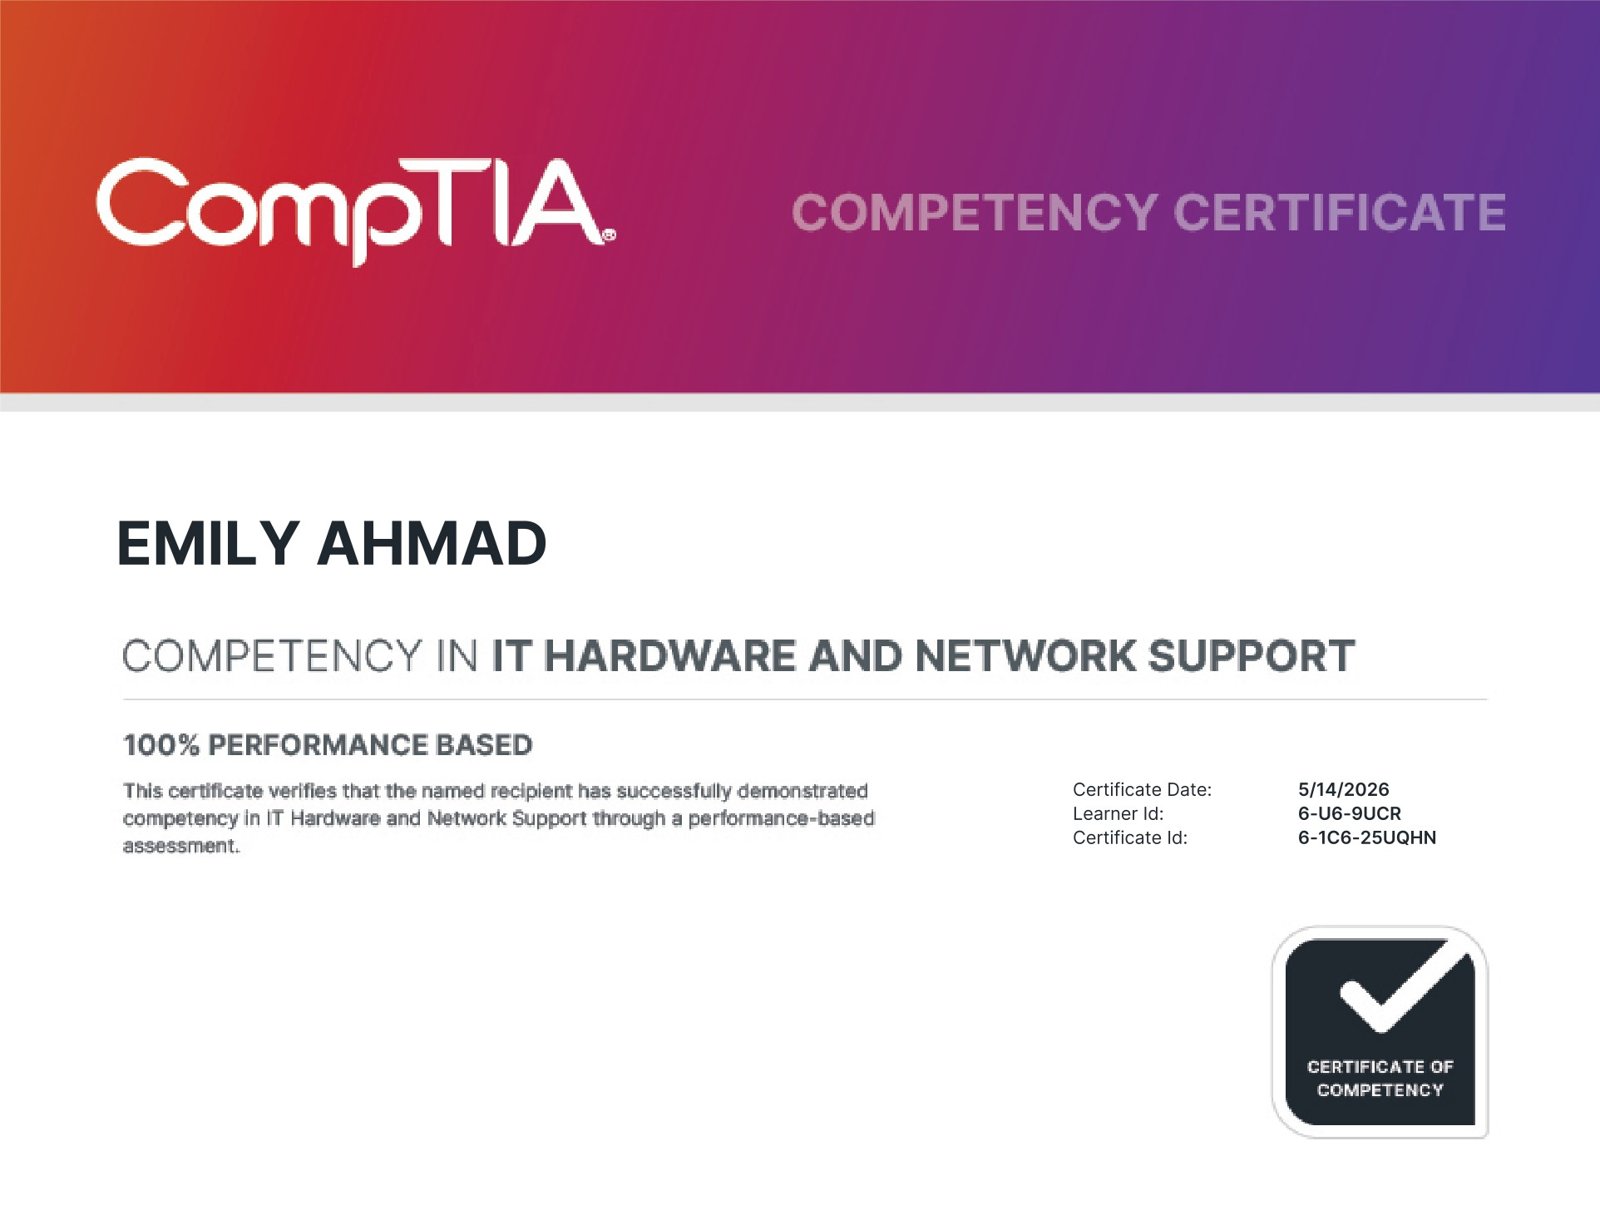 CompTIA®
COMPETENCY CERTIFICATE
EMILY AHMAD
COMPETENCY IN IT HARDWARE AND NETWORK SUPPORT
100% PERFORMANCE BASED
This certificate verifies that the named recipient has successfully demonstrated
competency in IT Hardware and Network Support through a performance-based
assessment.
Certificate Date: 5/14/2026
Learner Id: 6-U6-9UCR
Certificate Id: 6-1C6-25UQHN
CERTIFICATE OF
COMPETENCY